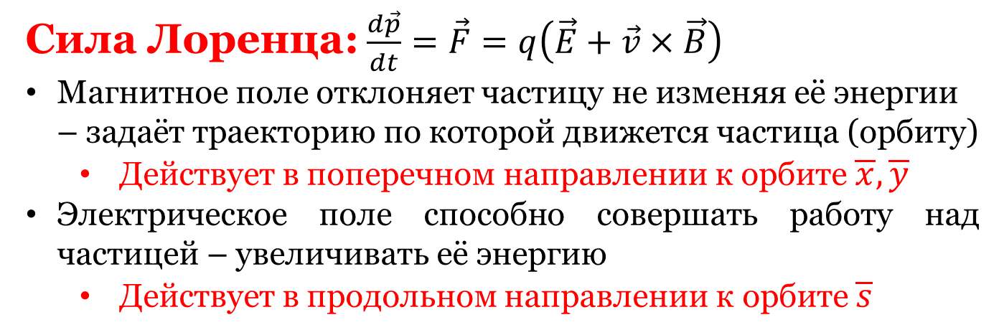 Сила Лоренца: $\frac{d\vec{p}}{dt} = \vec{F} = q(\vec{E} + \vec{v} \times \vec{B})$
• Магнитное поле отклоняет частицу не изменяя её энергии
– задаёт траекторию по которой движется частица (орбиту)
• Действует в поперечном направлении к орбите $\overline{x}, \overline{y}$
• Электрическое поле способно совершать работу над
частицей – увеличивать её энергию
• Действует в продольном направлении к орбите $\overline{s}$